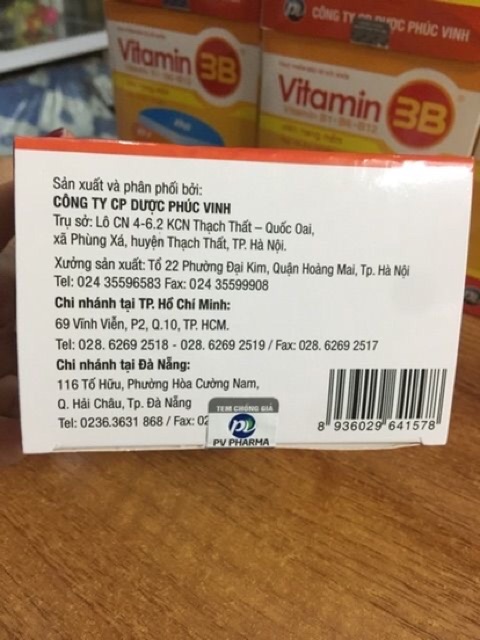 CÔNG TY CP DƯỢC PHÚC VINH
Vitamin 3B
Vitamin 3B
Vitamin B1+B6+B12
Sản xuất và phân phối bởi:
CÔNG TY CP DƯỢC PHÚC VINH
Trụ sở: Lô CN 4-6.2 KCN Thạch Thất – Quốc Oai,
xã Phùng Xá, huyện Thạch Thất, TP. Hà Nội.
Xưởng sản xuất: Tổ 22 Phường Đại Kim, Quận Hoàng Mai, Tp. Hà Nội
Tel: 024 35596583 Fax: 024 35599908
Chi nhánh tại TP. Hồ Chí Minh:
69 Vĩnh Viễn, P2, Q.10, TP. HCM.
Tel: 028. 6269 2518 - 028. 6269 2519 / Fax: 028. 6269 2517
Chi nhánh tại Đà Nẵng:
116 Tố Hữu, Phường Hòa Cường Nam,
Q. Hải Châu, Tp. Đà Nẵng
Tel: 0236.3631 868 / Fax: 02
TEM CHỐNG GIẢ
PV PHARMA
8 936029 641578